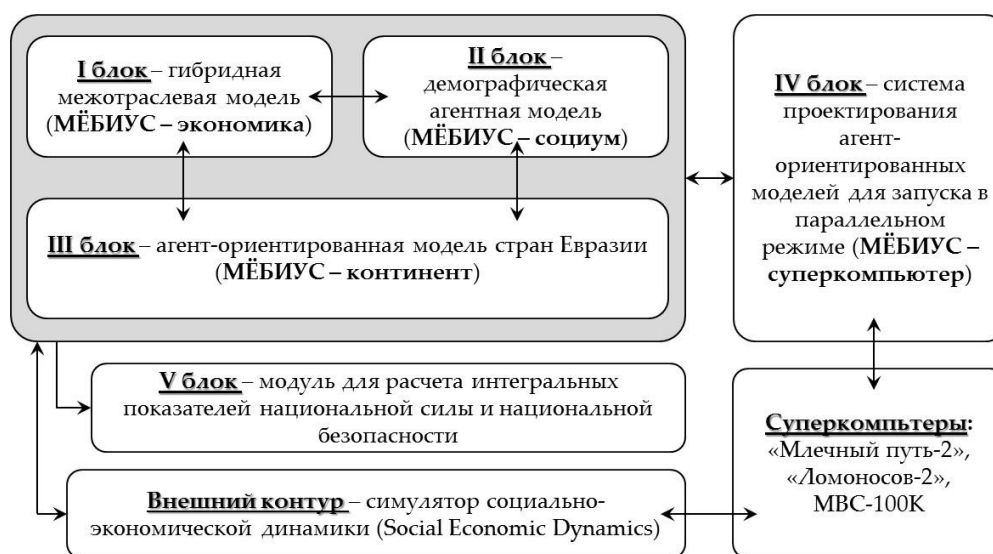 I блок – гибридная
межотраслевая модель
(МЁБИУС – экономика)
II блок –
демографическая
агентная модель
(МЁБИУС – социум)
III блок – агент-ориентированная модель стран Евразии
(МЁБИУС – континент)
IV блок – система
проектирования
агент-
ориентированных
моделей для запуска в
параллельном
режиме (МЁБИУС –
суперкомпьютер)
V блок – модуль для расчета интегральных
показателей национальной силы и национальной
безопасности
Внешний контур – симулятор социально-
экономической динамики (Social Economic Dynamics)
Суперкомпьтеры:
«Млечный путь-2»,
«Ломоносов-2»,
МВС-100К